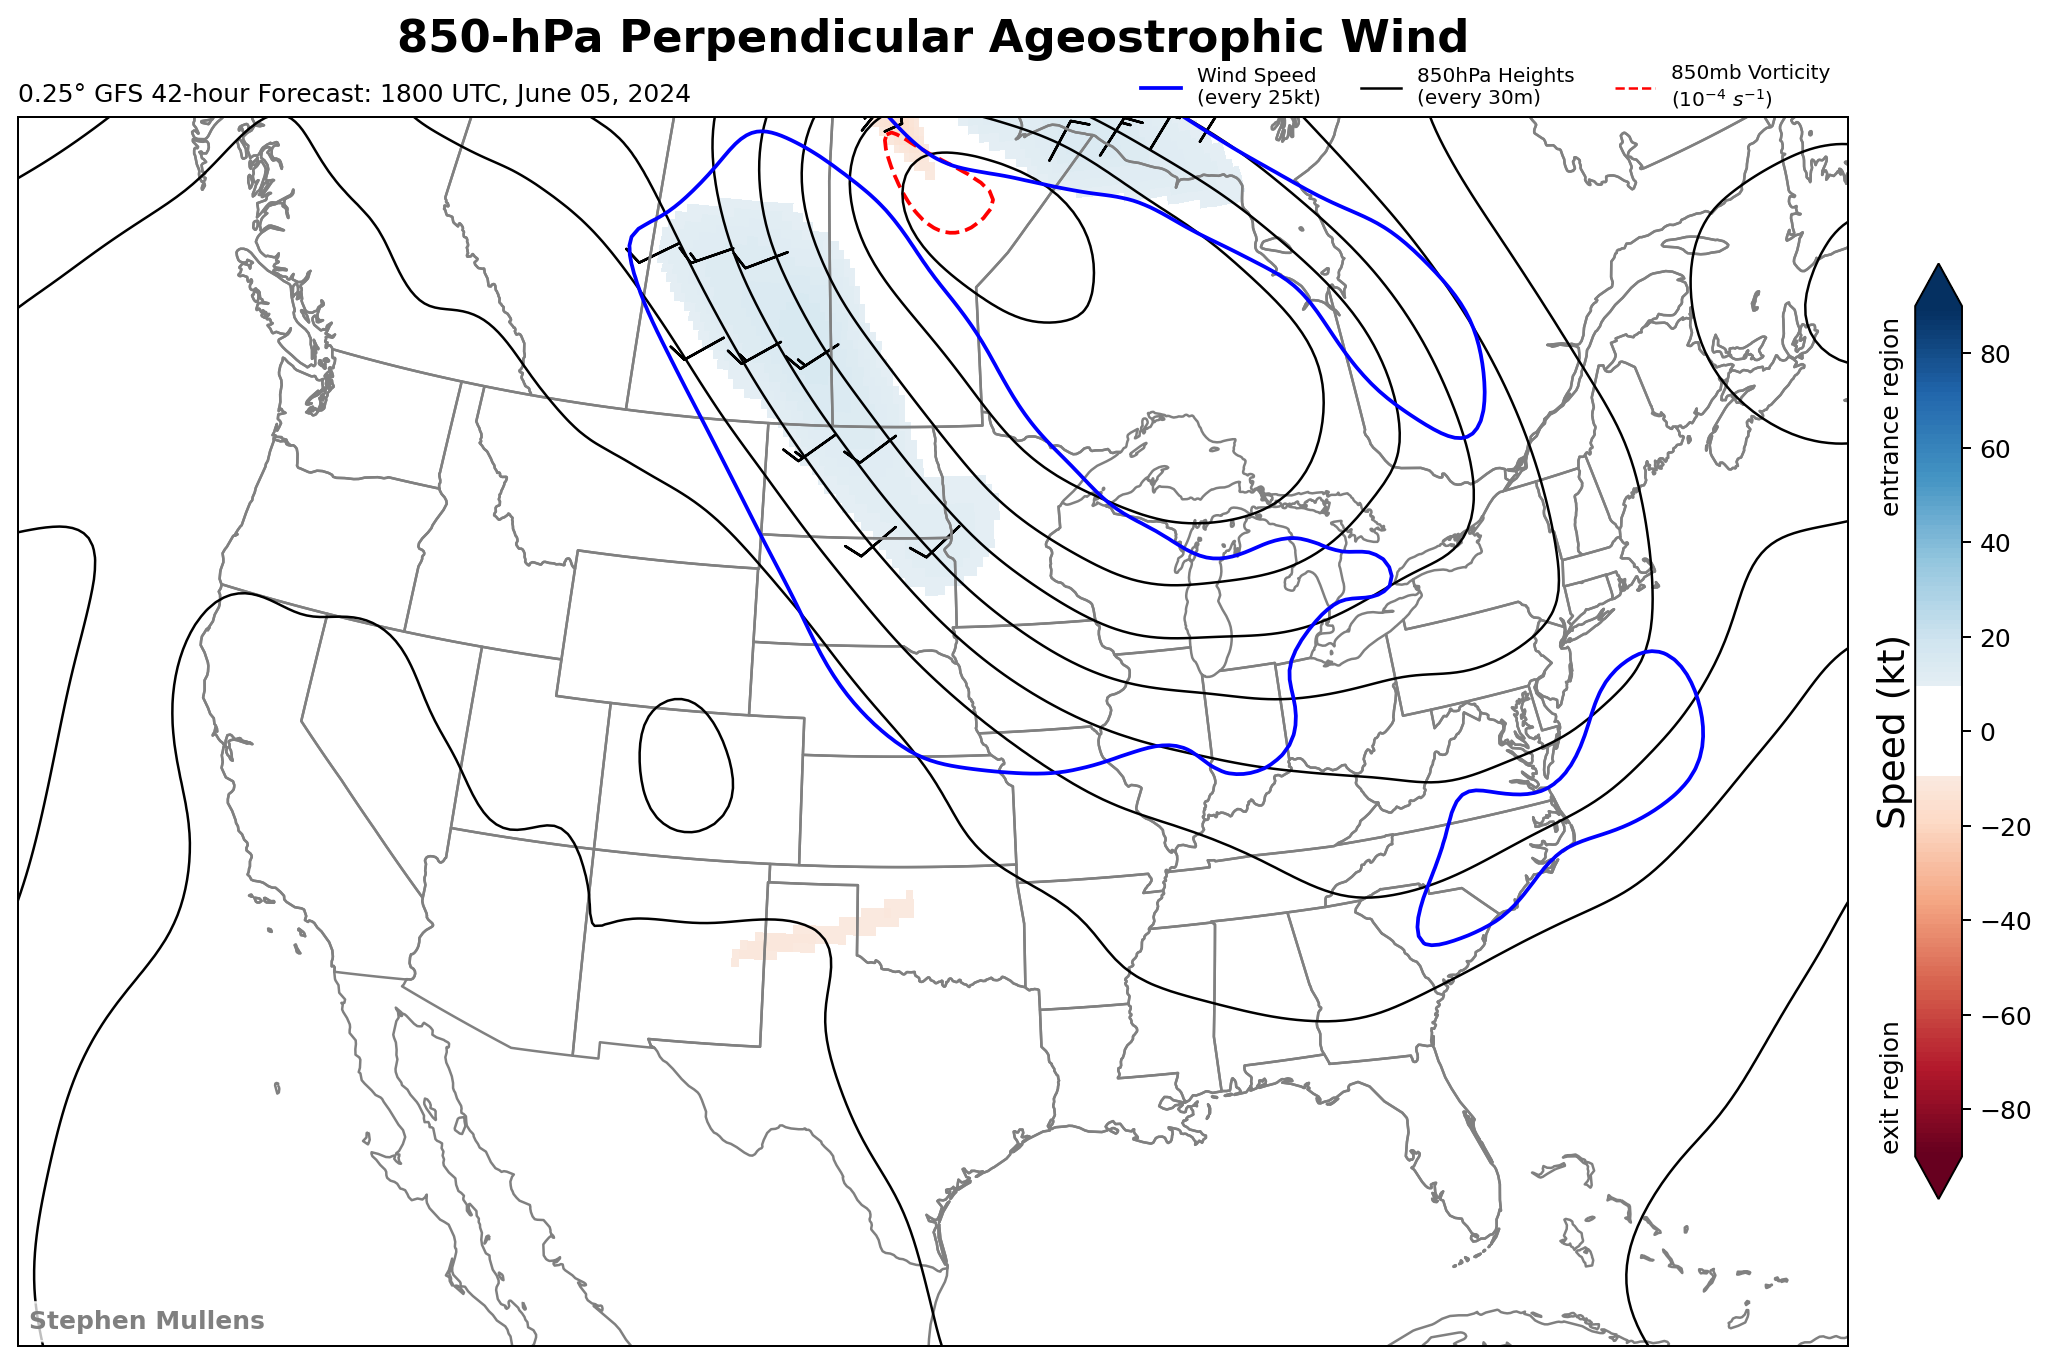 850-hPa Perpendicular Ageostrophic Wind
0.25° GFS 42-hour Forecast: 1800 UTC, June 05, 2024
Wind Speed
(every 25kt)
850hPa Heights
(every 30m)
850mb Vorticity
(10⁻⁴ s⁻¹)
entrance region
Speed (kt)
exit region
80
60
40
20
0
−20
−40
−60
−80
Stephen Mullens